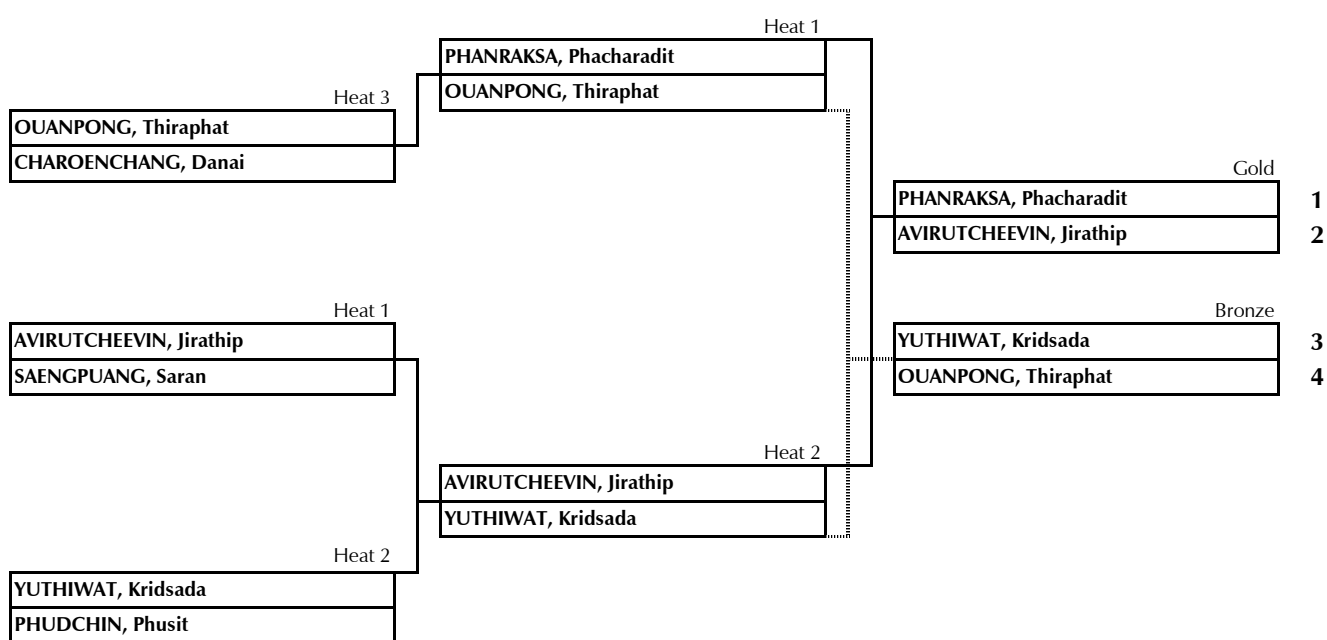 Heat 1
PHANRAKSA, Phacharadit
OUANPONG, Thiraphat
Heat 3
OUANPONG, Thiraphat
CHAROENCHANG, Danai
Gold
PHANRAKSA, Phacharadit 1
AVIRUTCHEEVIN, Jirathip 2
Heat 1
AVIRUTCHEEVIN, Jirathip
SAENGPUANG, Saran
Bronze
YUTHIWAT, Kridsada 3
OUANPONG, Thiraphat 4
Heat 2
AVIRUTCHEEVIN, Jirathip
YUTHIWAT, Kridsada
Heat 2
YUTHIWAT, Kridsada
PHUDCHIN, Phusit